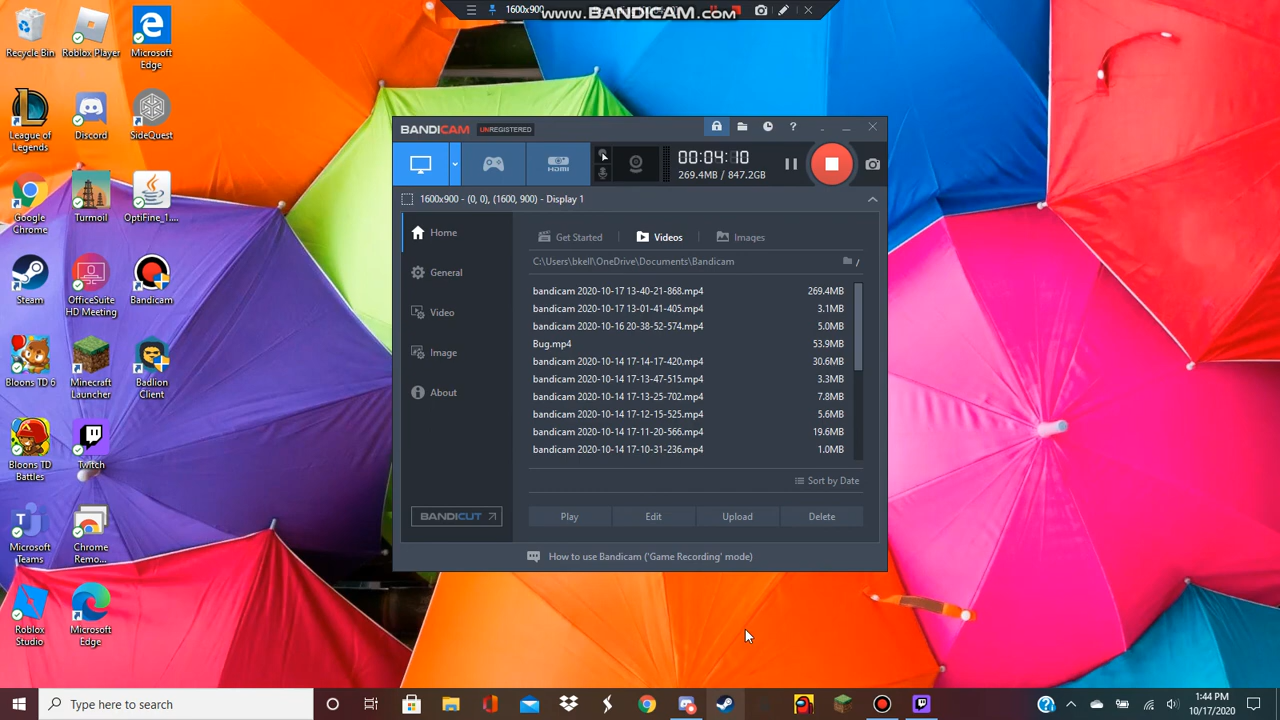 1600x900
www.BANDICAM.com
Recycle Bin
Roblox Player
Microsoft Edge
League of Legends
Discord
SideQuest
Google Chrome
Turmoil
OptiFine_1....
Steam
OfficeSuite HD Meeting
Bandicam
Bloons TD 6
Minecraft Launcher
Badlion Client
Bloons TD Battles
Twitch
Microsoft Teams
Chrome Remo...
Roblox Studio
Microsoft Edge
BANDICAM UNREGISTERED
HDMI
00:04:10
269.4MB / 847.2GB
1600x900 - (0, 0), (1600, 900) - Display 1
Home
General
Video
Image
About
BANDICUT
Get Started
Videos
Images
C:\Users\bkell\OneDrive\Documents\Bandicam
/
bandicam 2020-10-17 13-40-21-868.mp4 269.4MB
bandicam 2020-10-17 13-01-41-405.mp4 3.1MB
bandicam 2020-10-16 20-38-52-574.mp4 5.0MB
Bug.mp4 53.9MB
bandicam 2020-10-14 17-14-17-420.mp4 30.6MB
bandicam 2020-10-14 17-13-47-515.mp4 3.3MB
bandicam 2020-10-14 17-13-25-702.mp4 7.8MB
bandicam 2020-10-14 17-12-15-525.mp4 5.6MB
bandicam 2020-10-14 17-11-20-566.mp4 19.6MB
bandicam 2020-10-14 17-10-31-236.mp4 1.0MB
Sort by Date
Play
Edit
Upload
Delete
How to use Bandicam ('Game Recording' mode)
Type here to search
1:44 PM
10/17/2020